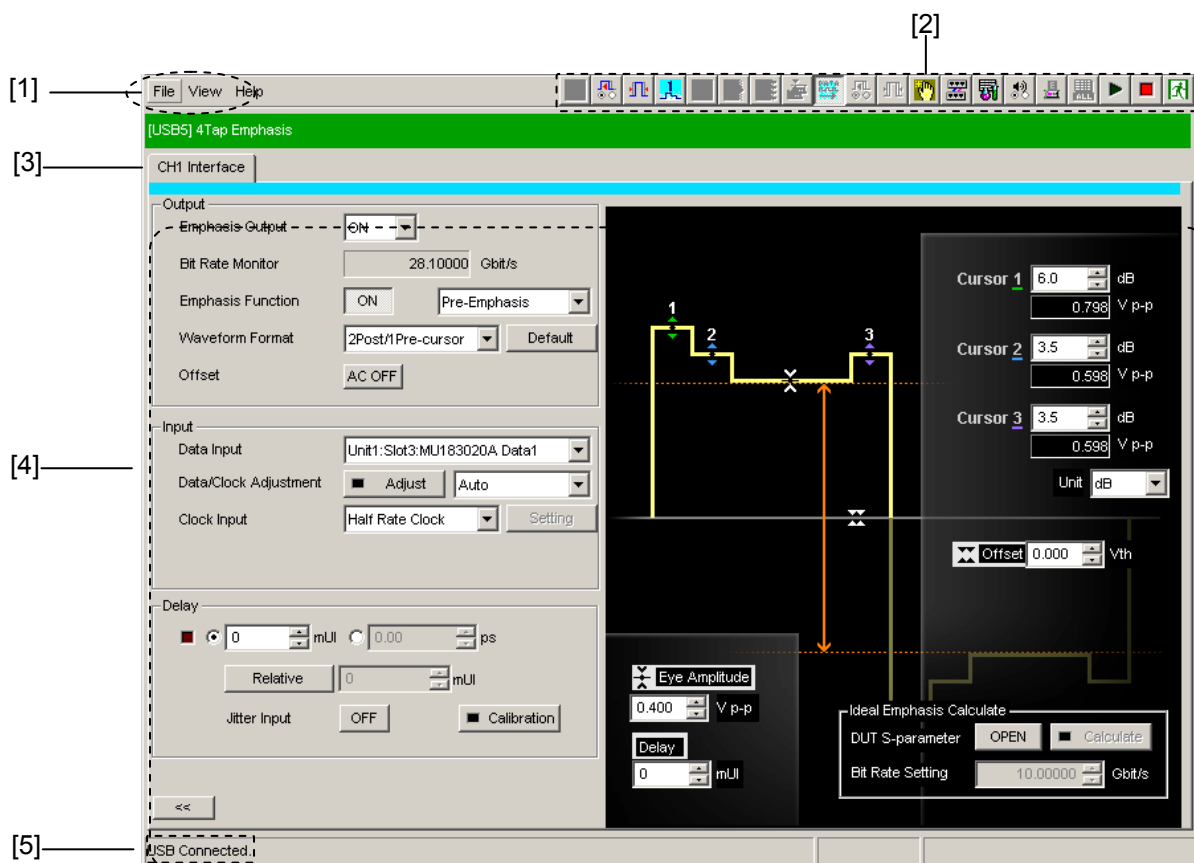 [2]
[1]
File View Help
1
ALL
[USB5] 4Tap Emphasis
[3]
CH1 Interface
Output
Emphasis Output ON
Bit Rate Monitor 28.10000 Gbit/s
Emphasis Function ON Pre-Emphasis
Waveform Format 2Post/1Pre-cursor Default
Offset AC OFF
[4]
Input
Data Input Unit1:Slot3:MU183020A Data1
Data/Clock Adjustment Adjust Auto
Clock Input Half Rate Clock Setting
Delay
0 mUI 0.00 ps
Relative 0 mUI
Jitter Input OFF Calibration
<<
1
2
3
Cursor 1 6.0 dB
0.798 V p-p
Cursor 2 3.5 dB
0.598 V p-p
Cursor 3 3.5 dB
0.598 V p-p
Unit dB
Offset 0.000 Vth
Eye Amplitude
0.400 V p-p
Delay
0 mUI
Ideal Emphasis Calculate
DUT S-parameter OPEN Calculate
Bit Rate Setting 10.00000 Gbit/s
[5]
USB Connected.